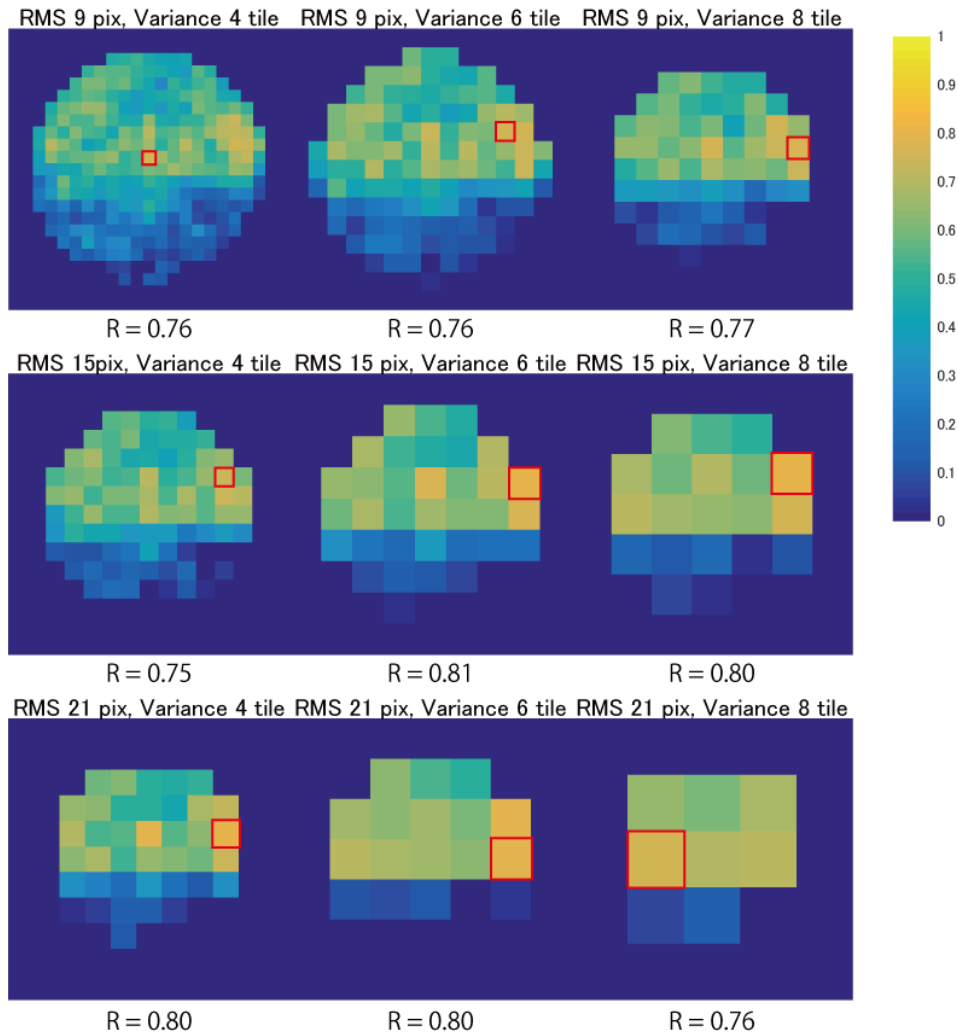 RMS 9 pix, Variance 4 tile RMS 9 pix, Variance 6 tile RMS 9 pix, Variance 8 tile
R = 0.76 R = 0.76 R = 0.77
RMS 15pix, Variance 4 tile RMS 15 pix, Variance 6 tile RMS 15 pix, Variance 8 tile
R = 0.75 R = 0.81 R = 0.80
RMS 21 pix, Variance 4 tile RMS 21 pix, Variance 6 tile RMS 21 pix, Variance 8 tile
R = 0.80 R = 0.80 R = 0.76
1
0.9
0.8
0.7
0.6
0.5
0.4
0.3
0.2
0.1
0